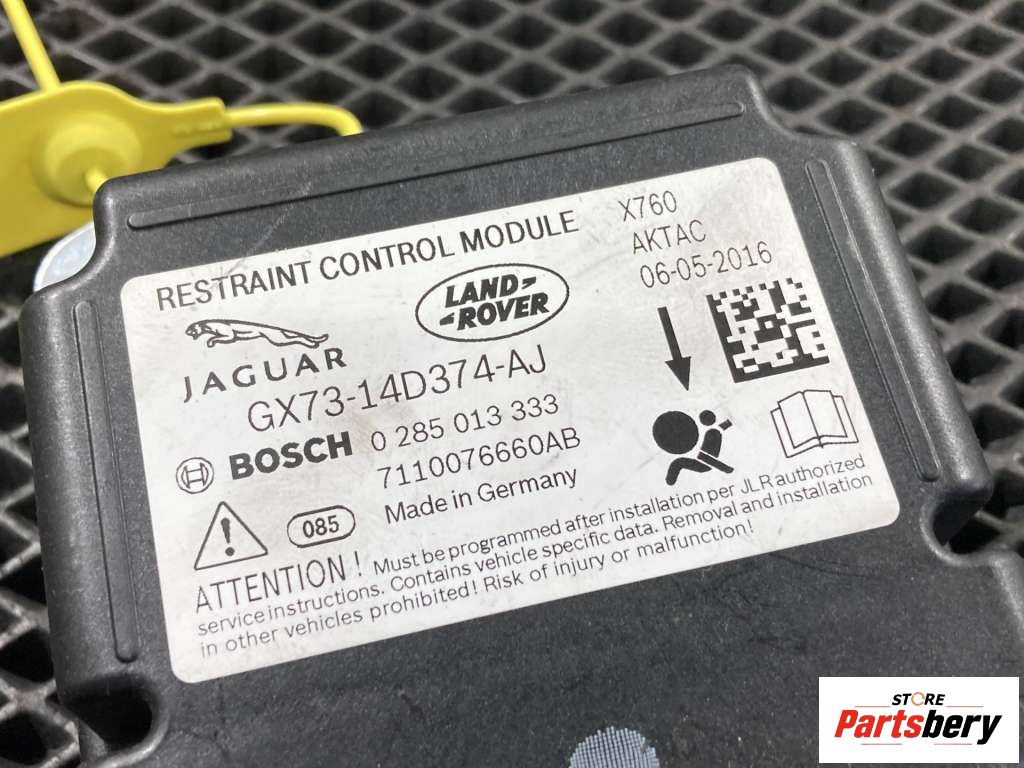 RESTRAINT CONTROL MODULE
X760
AKTAC
06-05-2016
JAGUAR
LAND
ROVER
GX73-14D374-AJ
BOSCH 0 285 013 333
7110076660AB
Made in Germany
085
ATTENTION ! Must be programmed after installation per JLR authorized
service instructions. Contains vehicle specific data. Removal and installation
in other vehicles prohibited! Risk of injury or malfunction!
STORE
Partsbery